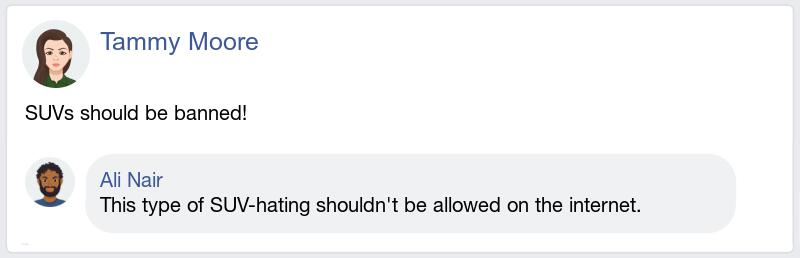 Tammy Moore
SUVs should be banned!
Ali Nair
This type of SUV-hating shouldn't be allowed on the internet.